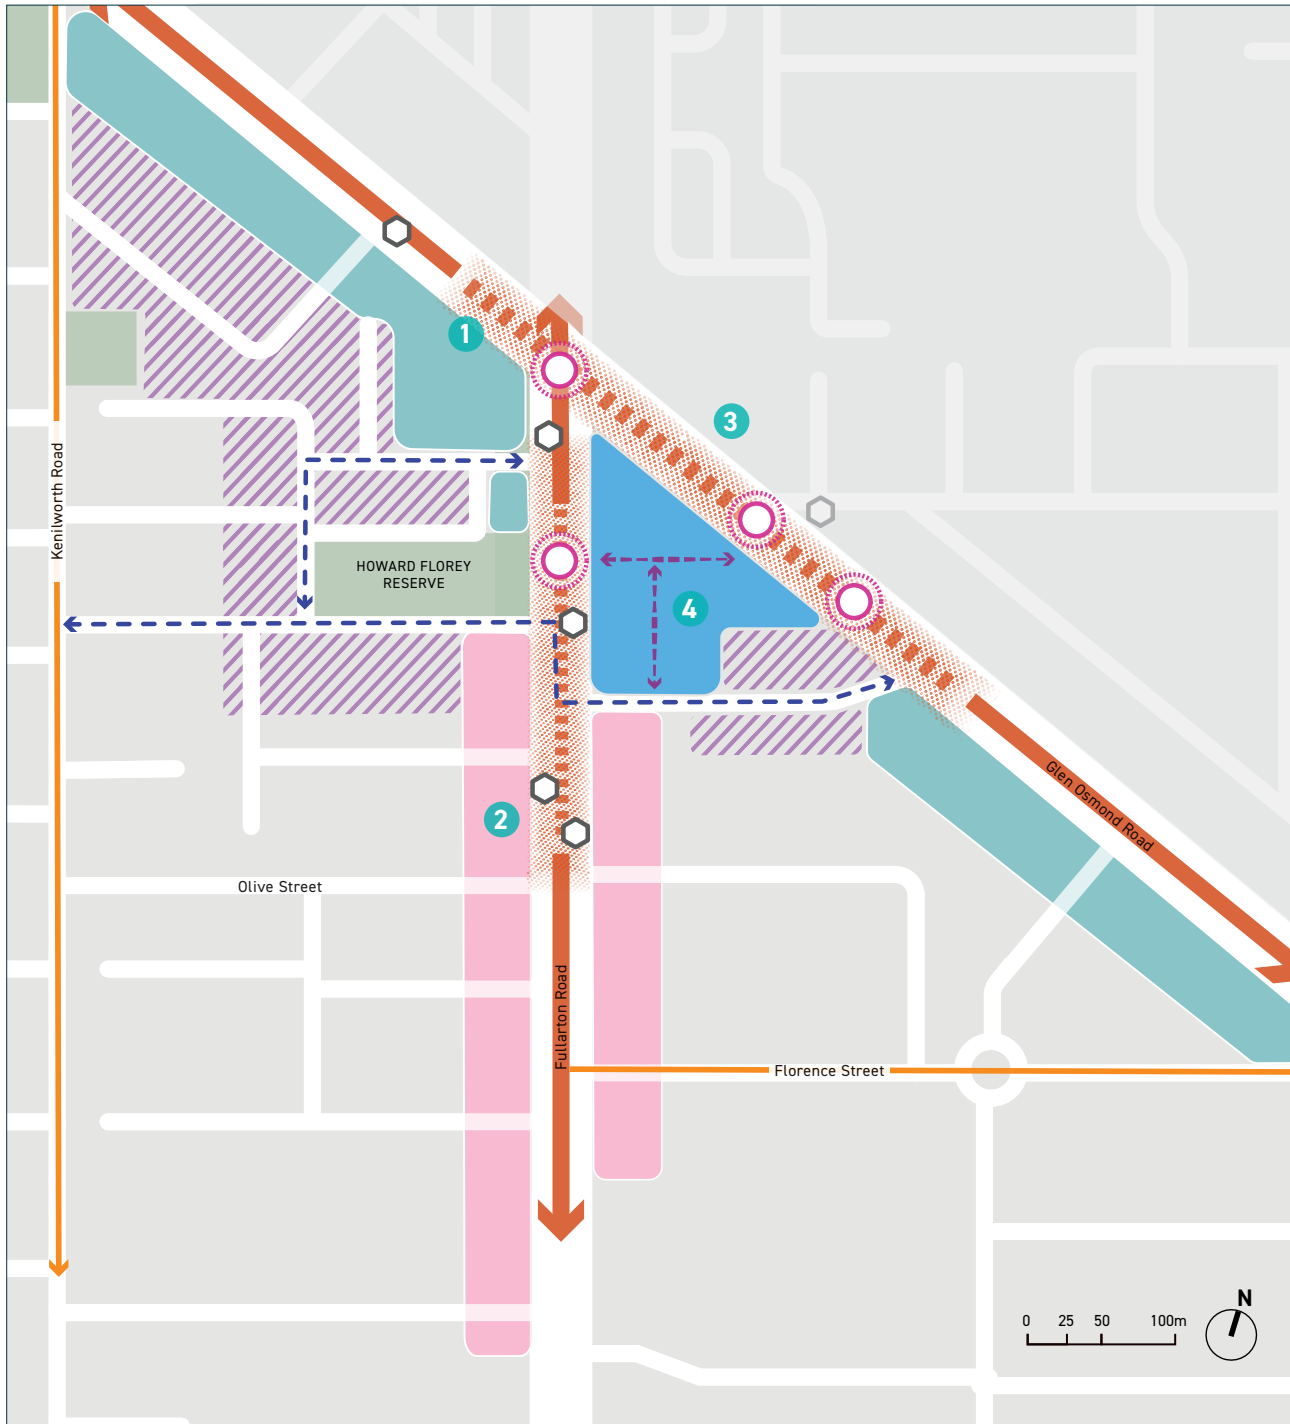 1
3
Kenilworth Road
HOWARD FLOREY
RESERVE
4
Glen Osmond Road
2
Olive Street
Fullarton Road
Florence Street
N
0 25 50 100m